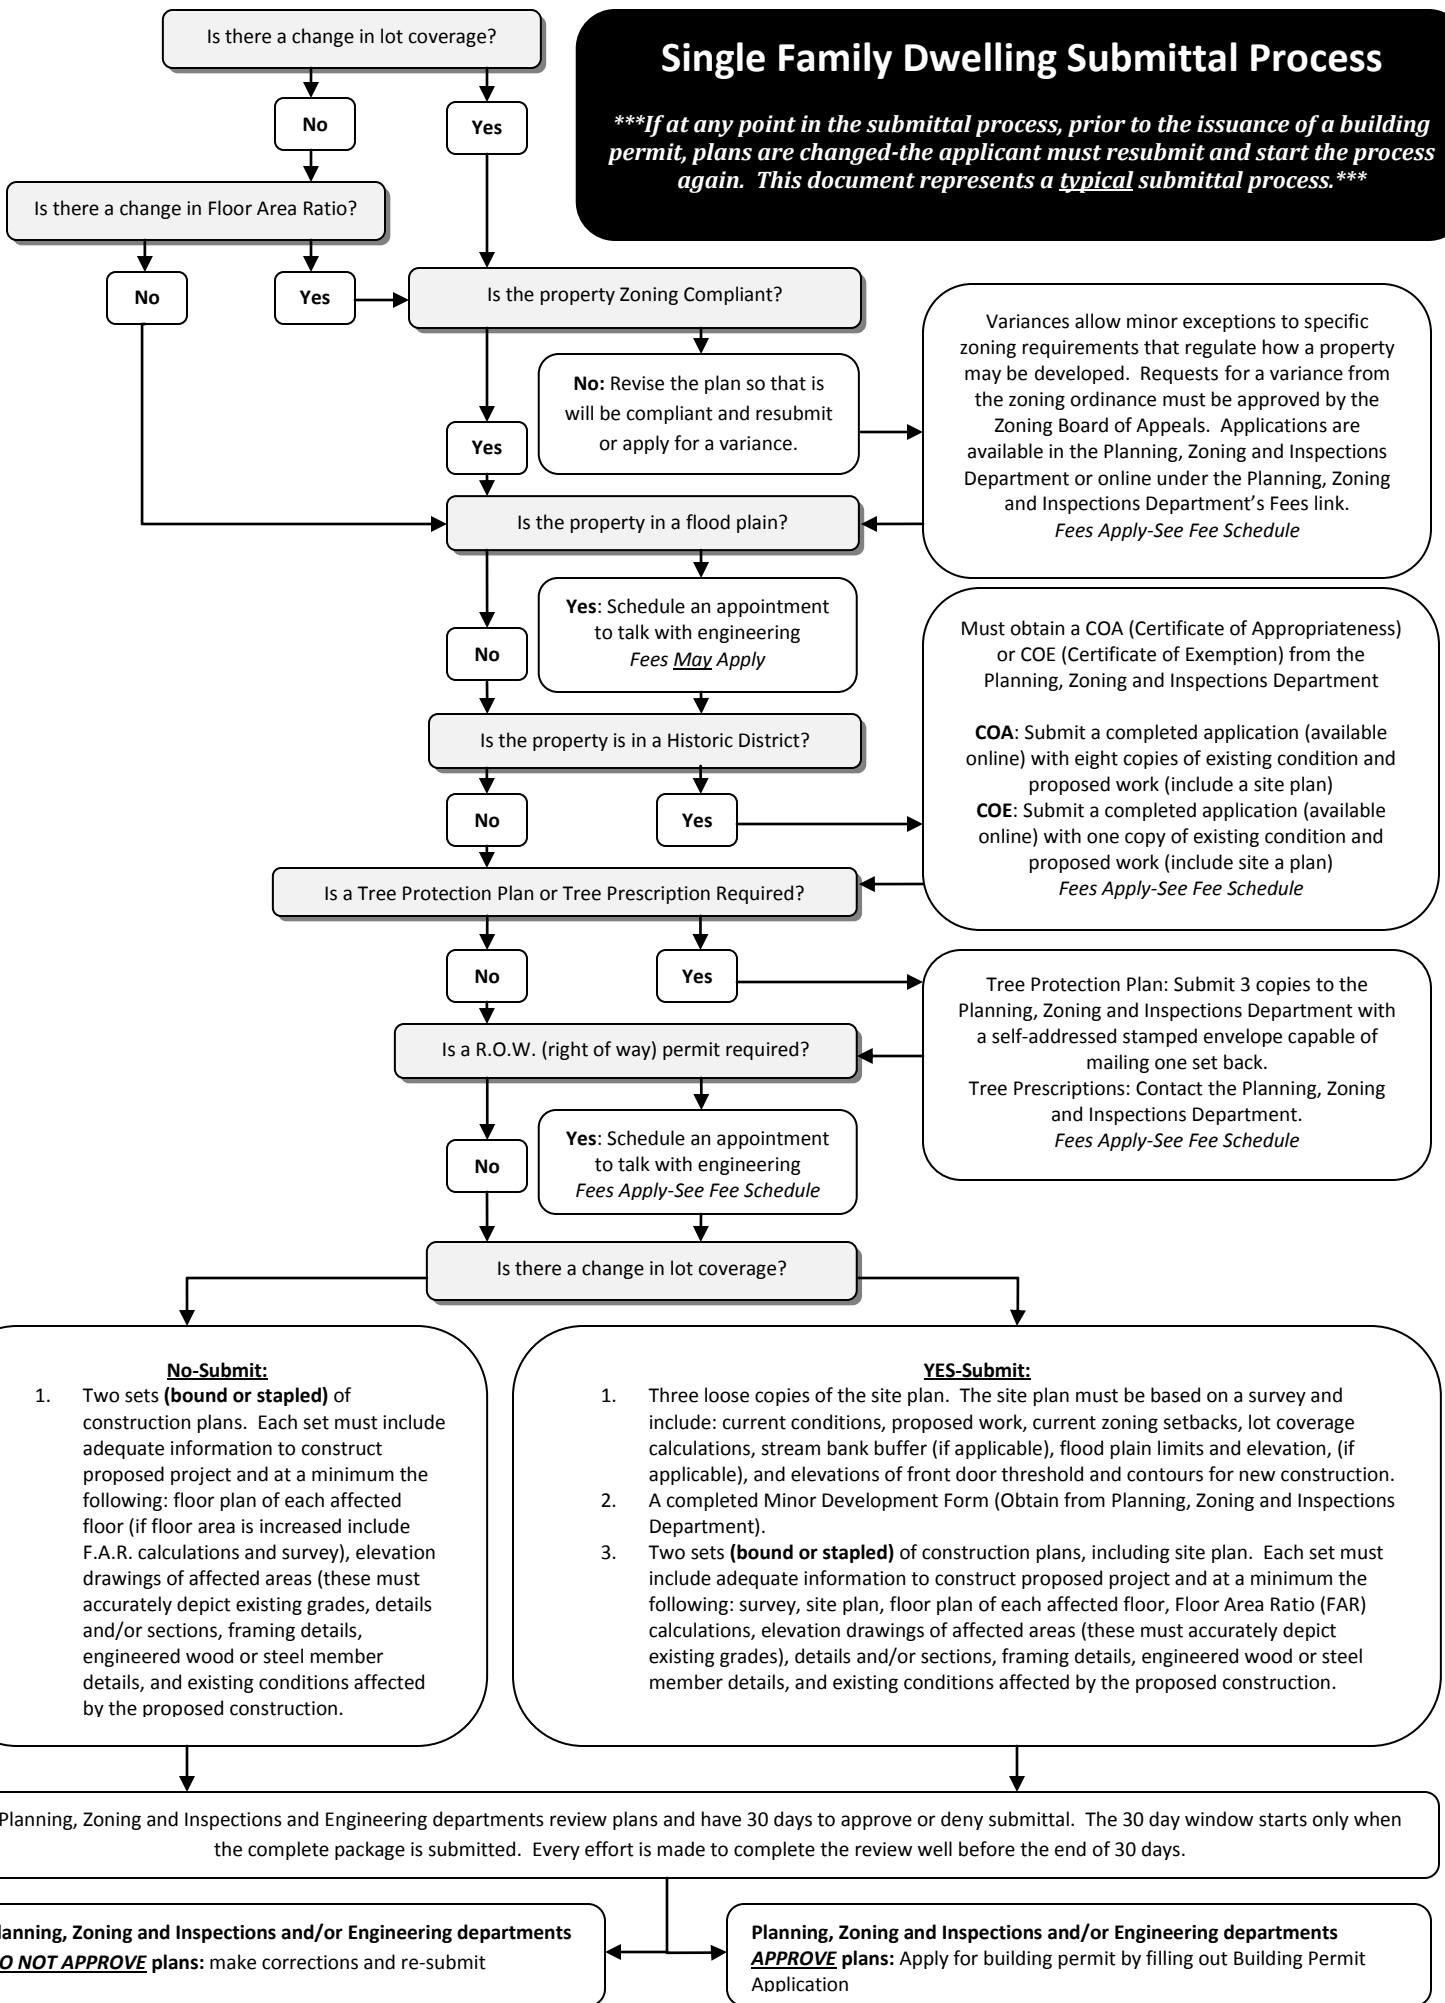 Is there a change in lot coverage?
Single Family Dwelling Submittal Process
***If at any point in the submittal process, prior to the issuance of a building
permit, plans are changed-the applicant must resubmit and start the process
again. This document represents a typical submittal process.***
No
Yes
Is there a change in Floor Area Ratio?
No
Yes
Is the property Zoning Compliant?
No: Revise the plan so that is
will be compliant and resubmit
or apply for a variance.
Variances allow minor exceptions to specific
zoning requirements that regulate how a property
may be developed. Requests for a variance from
the zoning ordinance must be approved by the
Zoning Board of Appeals. Applications are
available in the Planning, Zoning and Inspections
Department or online under the Planning, Zoning
and Inspections Department’s Fees link.
Fees Apply-See Fee Schedule
Yes
Is the property in a flood plain?
Yes: Schedule an appointment
to talk with engineering
Fees May Apply
No
Must obtain a COA (Certificate of Appropriateness)
or COE (Certificate of Exemption) from the
Planning, Zoning and Inspections Department
COA: Submit a completed application (available
online) with eight copies of existing condition and
proposed work (include a site plan)
COE: Submit a completed application (available
online) with one copy of existing condition and
proposed work (include site a plan)
Fees Apply-See Fee Schedule
Is the property is in a Historic District?
No
Yes
Is a Tree Protection Plan or Tree Prescription Required?
No
Yes
Tree Protection Plan: Submit 3 copies to the
Planning, Zoning and Inspections Department with
a self-addressed stamped envelope capable of
mailing one set back.
Tree Prescriptions: Contact the Planning, Zoning
and Inspections Department.
Fees Apply-See Fee Schedule
Is a R.O.W. (right of way) permit required?
No
Yes: Schedule an appointment
to talk with engineering
Fees Apply-See Fee Schedule
Is there a change in lot coverage?
No-Submit:
1. Two sets (bound or stapled) of
construction plans. Each set must include
adequate information to construct
proposed project and at a minimum the
following: floor plan of each affected
floor (if floor area is increased include
F.A.R. calculations and survey), elevation
drawings of affected areas (these must
accurately depict existing grades, details
and/or sections, framing details,
engineered wood or steel member
details, and existing conditions affected
by the proposed construction.
YES-Submit:
1. Three loose copies of the site plan. The site plan must be based on a survey and
include: current conditions, proposed work, current zoning setbacks, lot coverage
calculations, stream bank buffer (if applicable), flood plain limits and elevation, (if
applicable), and elevations of front door threshold and contours for new construction.
2. A completed Minor Development Form (Obtain from Planning, Zoning and Inspections
Department).
3. Two sets (bound or stapled) of construction plans, including site plan. Each set must
include adequate information to construct proposed project and at a minimum the
following: survey, site plan, floor plan of each affected floor, Floor Area Ratio (FAR)
calculations, elevation drawings of affected areas (these must accurately depict
existing grades), details and/or sections, framing details, engineered wood or steel
member details, and existing conditions affected by the proposed construction.
Planning, Zoning and Inspections and Engineering departments review plans and have 30 days to approve or deny submittal. The 30 day window starts only when
the complete package is submitted. Every effort is made to complete the review well before the end of 30 days.
lanning, Zoning and Inspections and/or Engineering departments
O NOT APPROVE plans: make corrections and re-submit
Planning, Zoning and Inspections and/or Engineering departments
APPROVE plans: Apply for building permit by filling out Building Permit
Application